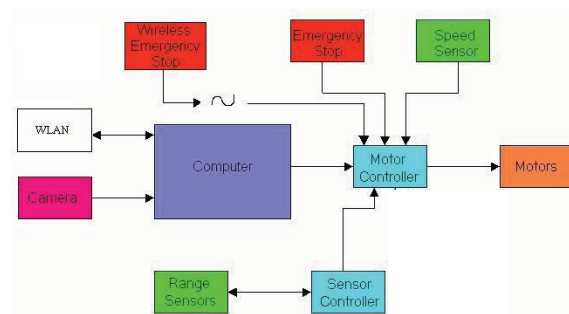 Wireless
Emergency
Stop
Emergency
Stop
Speed
Sensor
WLAN
Computer
Motor
Controller
Motors
Camera
Range
Sensors
Sensor
Controller